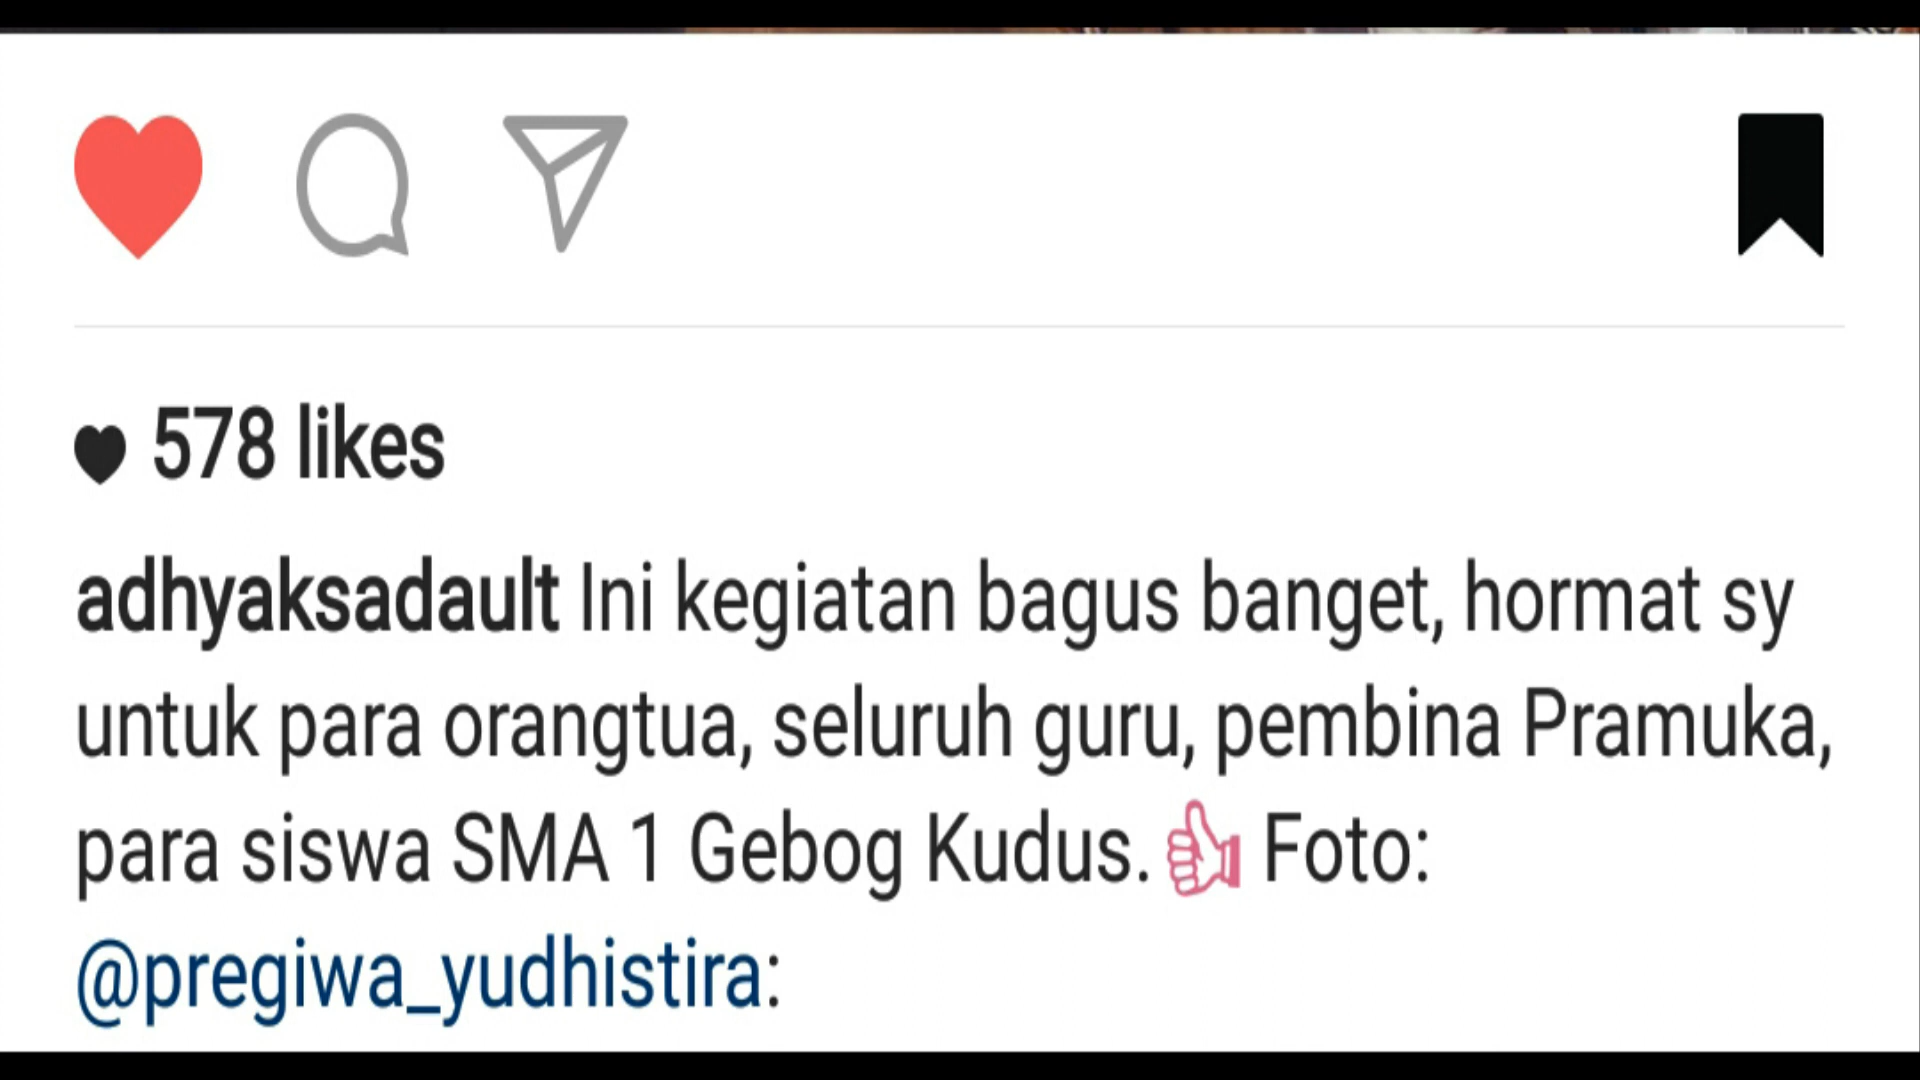 578 likes
adhyaksadault Ini kegiatan bagus banget, hormat sy
untuk para orangtua, seluruh guru, pembina Pramuka,
para siswa SMA 1 Gebog Kudus. 👍 Foto:
@pregiwa_yudhistira: